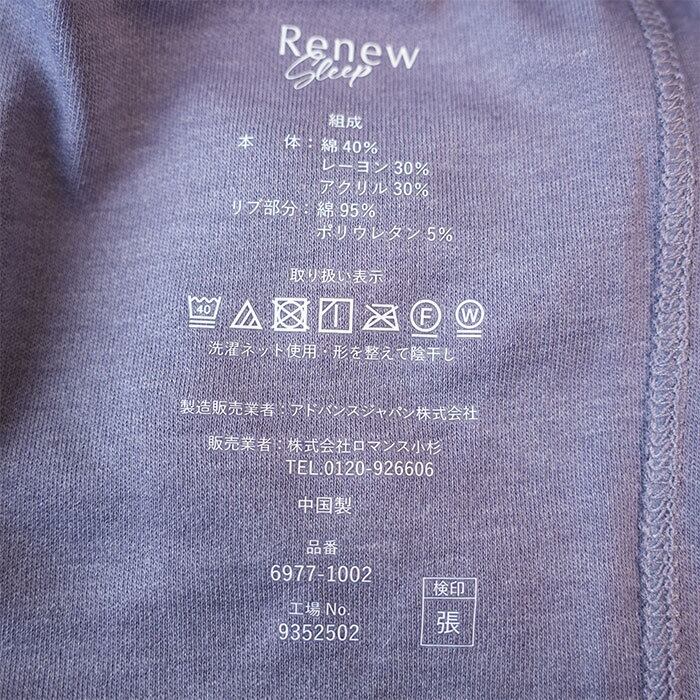 Renew
Sleep
組成
本 体：綿 40%
レーヨン 30%
アクリル 30%
リブ部分：綿 95%
ポリウレタン 5%
取り扱い表示
40 F W
洗濯ネット使用・形を整えて陰干し
製造販売業者：アドバンスジャパン株式会社
販売業者：株式会社ロマンス小杉
TEL.0120-926606
中国製
品番
6977-1002
検印
工場 No.
張
9352502